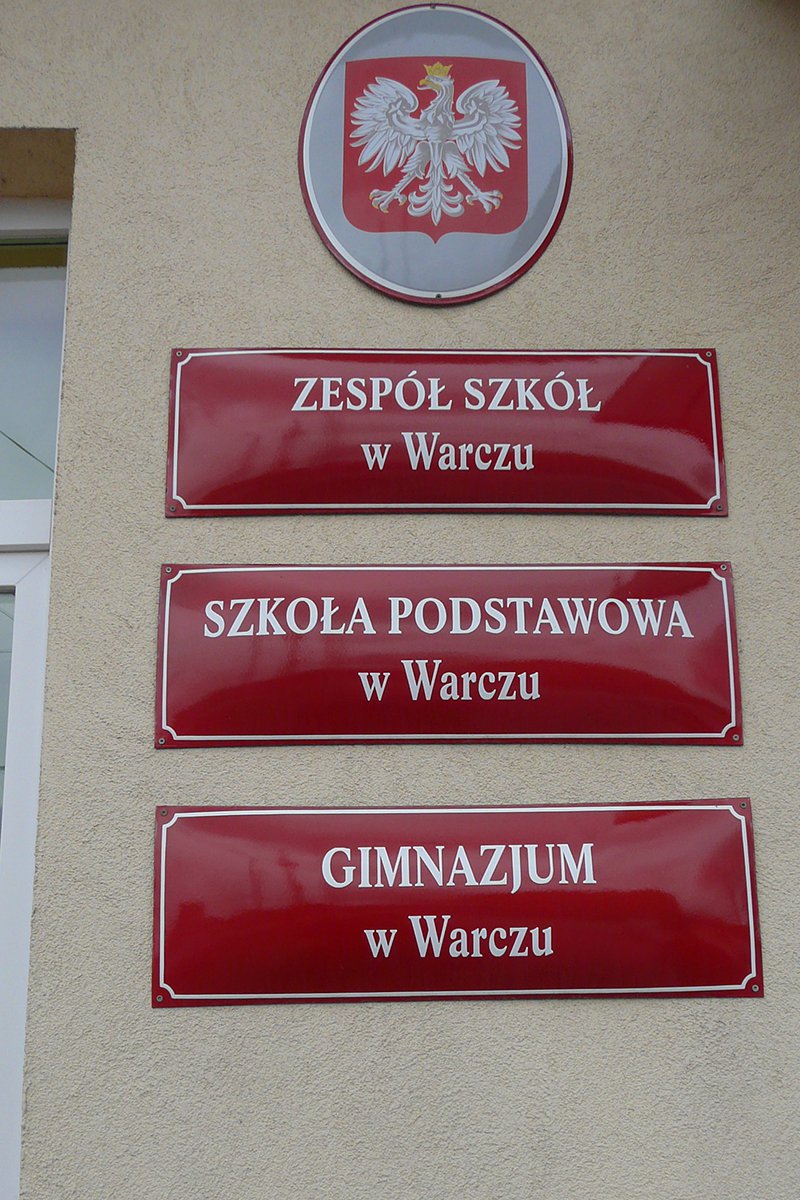 ZESPÓŁ SZKÓŁ
w Warczu
SZKOŁA PODSTAWOWA
w Warczu
GIMNAZJUM
w Warczu